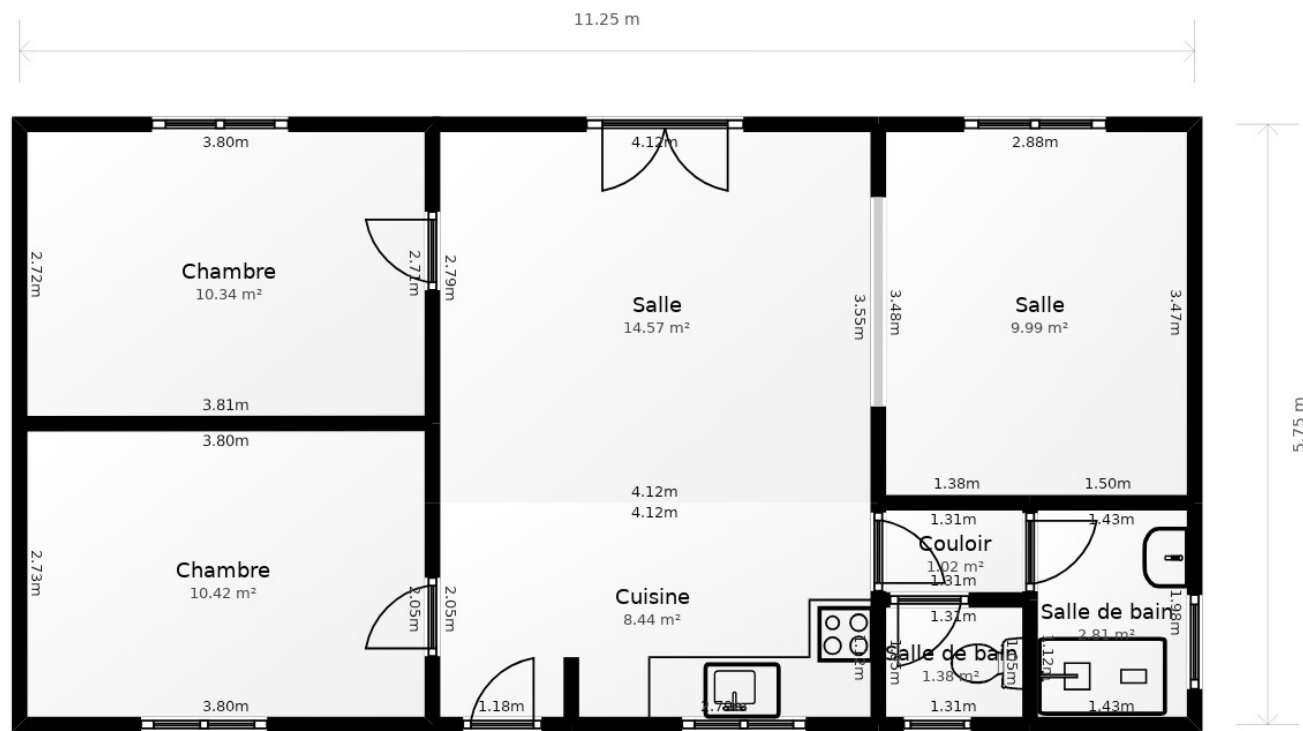 11.25 m
3.80m
4.12m
2.88m
2.72m
Chambre
10.34 m²
2.71m
2.79m
Salle
14.57 m²
3.55m
3.48m
Salle
9.99 m²
3.47m
5.75 m
3.81m
3.80m
4.12m
4.12m
1.38m
1.50m
1.31m
1.43m
Couloir
1.02 m²
1.31m
2.73m
Chambre
10.42 m²
2.05m
2.05m
Cuisine
8.44 m²
1.31m
Salle de bain
2.81 m²
1.98m
Salle de bain
1.38 m²
1.12m
3.80m
1.18m
1.31m
1.43m